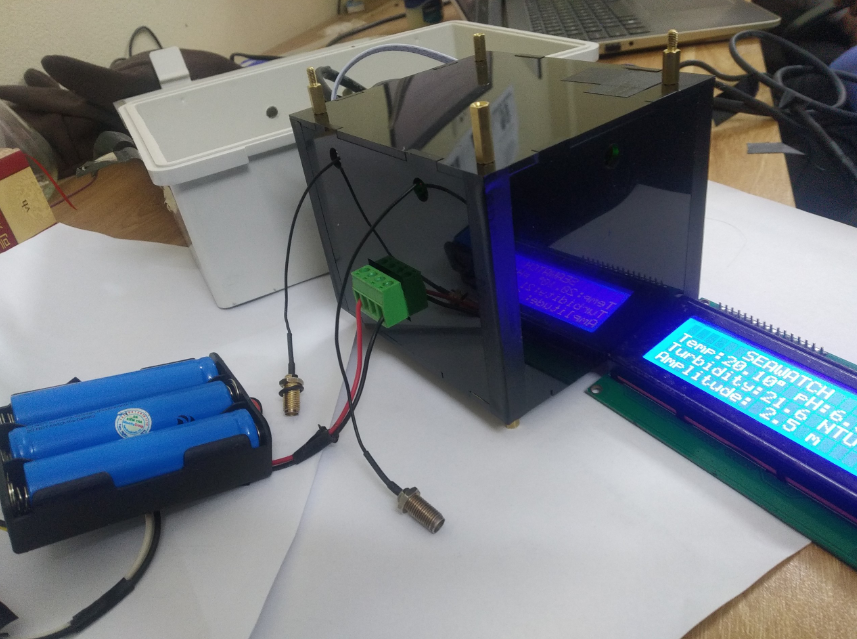 SEAWATCH
Temp:20.10° pH:6.
Turbidity:21.6 NTU
Amplitude: 2.5 m